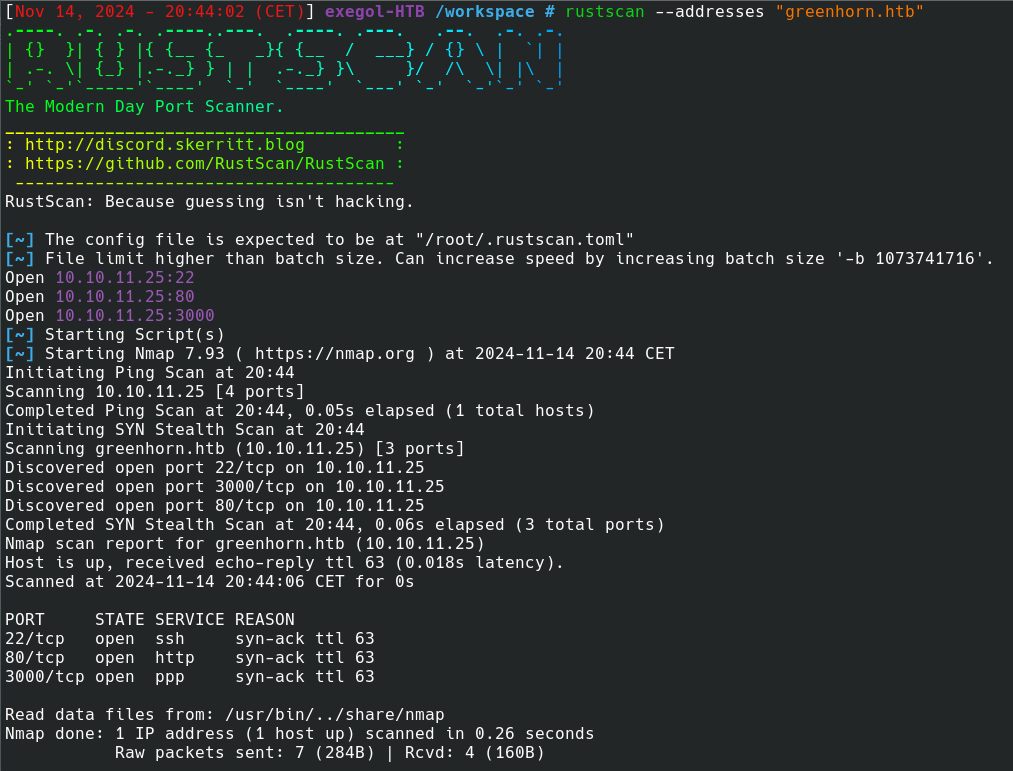 [Nov 14, 2024 - 20:44:02 (CET)] exegol-HTB /workspace # rustscan --addresses "greenhorn.htb"
.----. .-. .-. .----..---.  .----. .---.   .--.  .-. .-.
| {}  }| { } |{ {__ {_   _}{ {__  /  ___} / {} \ |  `| |
| .-. \| {_} |.-._} } | |  .-._} }\     }/  /\  \| |\  |
`-' `-'`-----'`----'  `-'  `----'  `---' `-'  `-'`-' `-'
The Modern Day Port Scanner.
________________________________________
: http://discord.skerritt.blog         :
: https://github.com/RustScan/RustScan :
 --------------------------------------
RustScan: Because guessing isn't hacking.
[~] The config file is expected to be at "/root/.rustscan.toml"
[~] File limit higher than batch size. Can increase speed by increasing batch size '-b 1073741716'.
Open 10.10.11.25:22
Open 10.10.11.25:80
Open 10.10.11.25:3000
[~] Starting Script(s)
[~] Starting Nmap 7.93 ( https://nmap.org ) at 2024-11-14 20:44 CET
Initiating Ping Scan at 20:44
Scanning 10.10.11.25 [4 ports]
Completed Ping Scan at 20:44, 0.05s elapsed (1 total hosts)
Initiating SYN Stealth Scan at 20:44
Scanning greenhorn.htb (10.10.11.25) [3 ports]
Discovered open port 22/tcp on 10.10.11.25
Discovered open port 3000/tcp on 10.10.11.25
Discovered open port 80/tcp on 10.10.11.25
Completed SYN Stealth Scan at 20:44, 0.06s elapsed (3 total ports)
Nmap scan report for greenhorn.htb (10.10.11.25)
Host is up, received echo-reply ttl 63 (0.018s latency).
Scanned at 2024-11-14 20:44:06 CET for 0s
PORT     STATE SERVICE REASON
22/tcp   open  ssh     syn-ack ttl 63
80/tcp   open  http    syn-ack ttl 63
3000/tcp open  ppp     syn-ack ttl 63
Read data files from: /usr/bin/../share/nmap
Nmap done: 1 IP address (1 host up) scanned in 0.26 seconds
           Raw packets sent: 7 (284B) | Rcvd: 4 (160B)